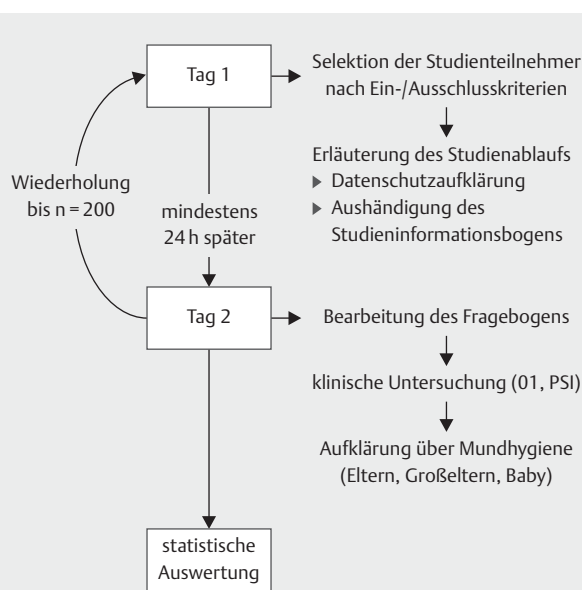 Tag 1
Selektion der Studienteilnehmer
nach Ein-/Ausschlusskriterien
Erläuterung des Studienablaufs
▶ Datenschutzaufklärung
▶ Aushändigung des
Studieninformationsbogens
Wiederholung
bis n = 200
mindestens
24 h später
Tag 2
Bearbeitung des Fragebogens
klinische Untersuchung (01, PSI)
Aufklärung über Mundhygiene
(Eltern, Großeltern, Baby)
statistische
Auswertung